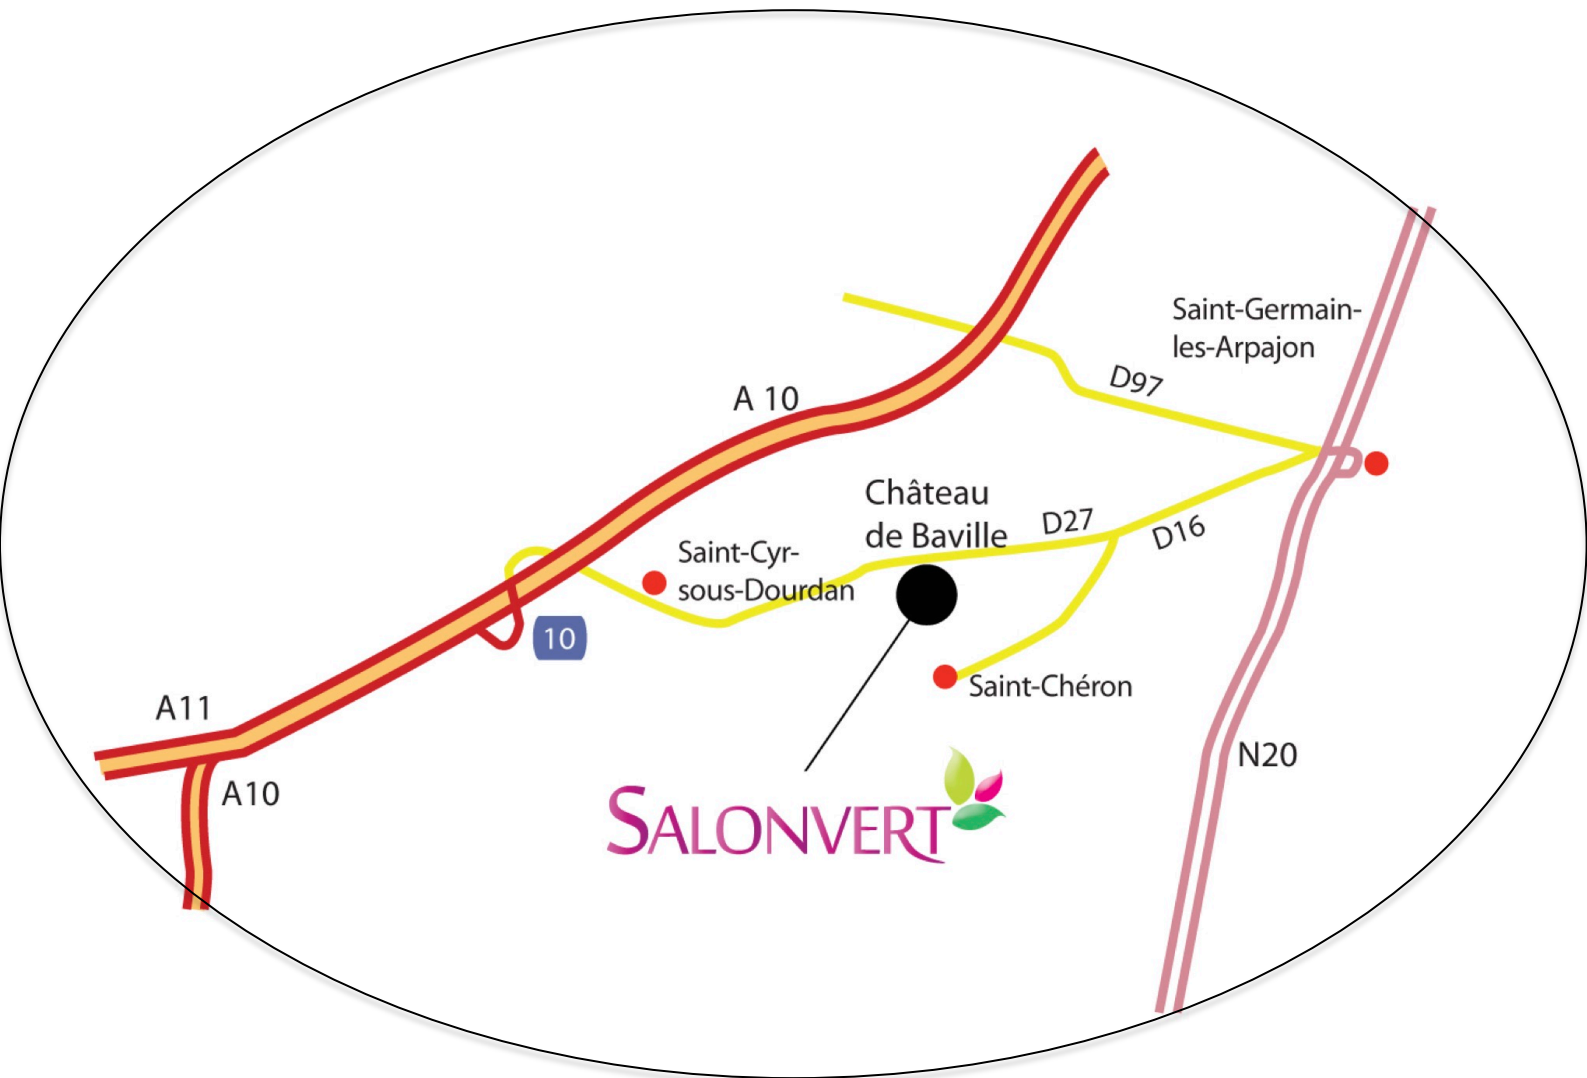 Saint-Germain-
les-Arpajon
D97
A 10
Château
de Baville
D27
D16
Saint-Cyr-
sous-Dourdan
10
Saint-Chéron
A11
A10
N20
SALONVERT